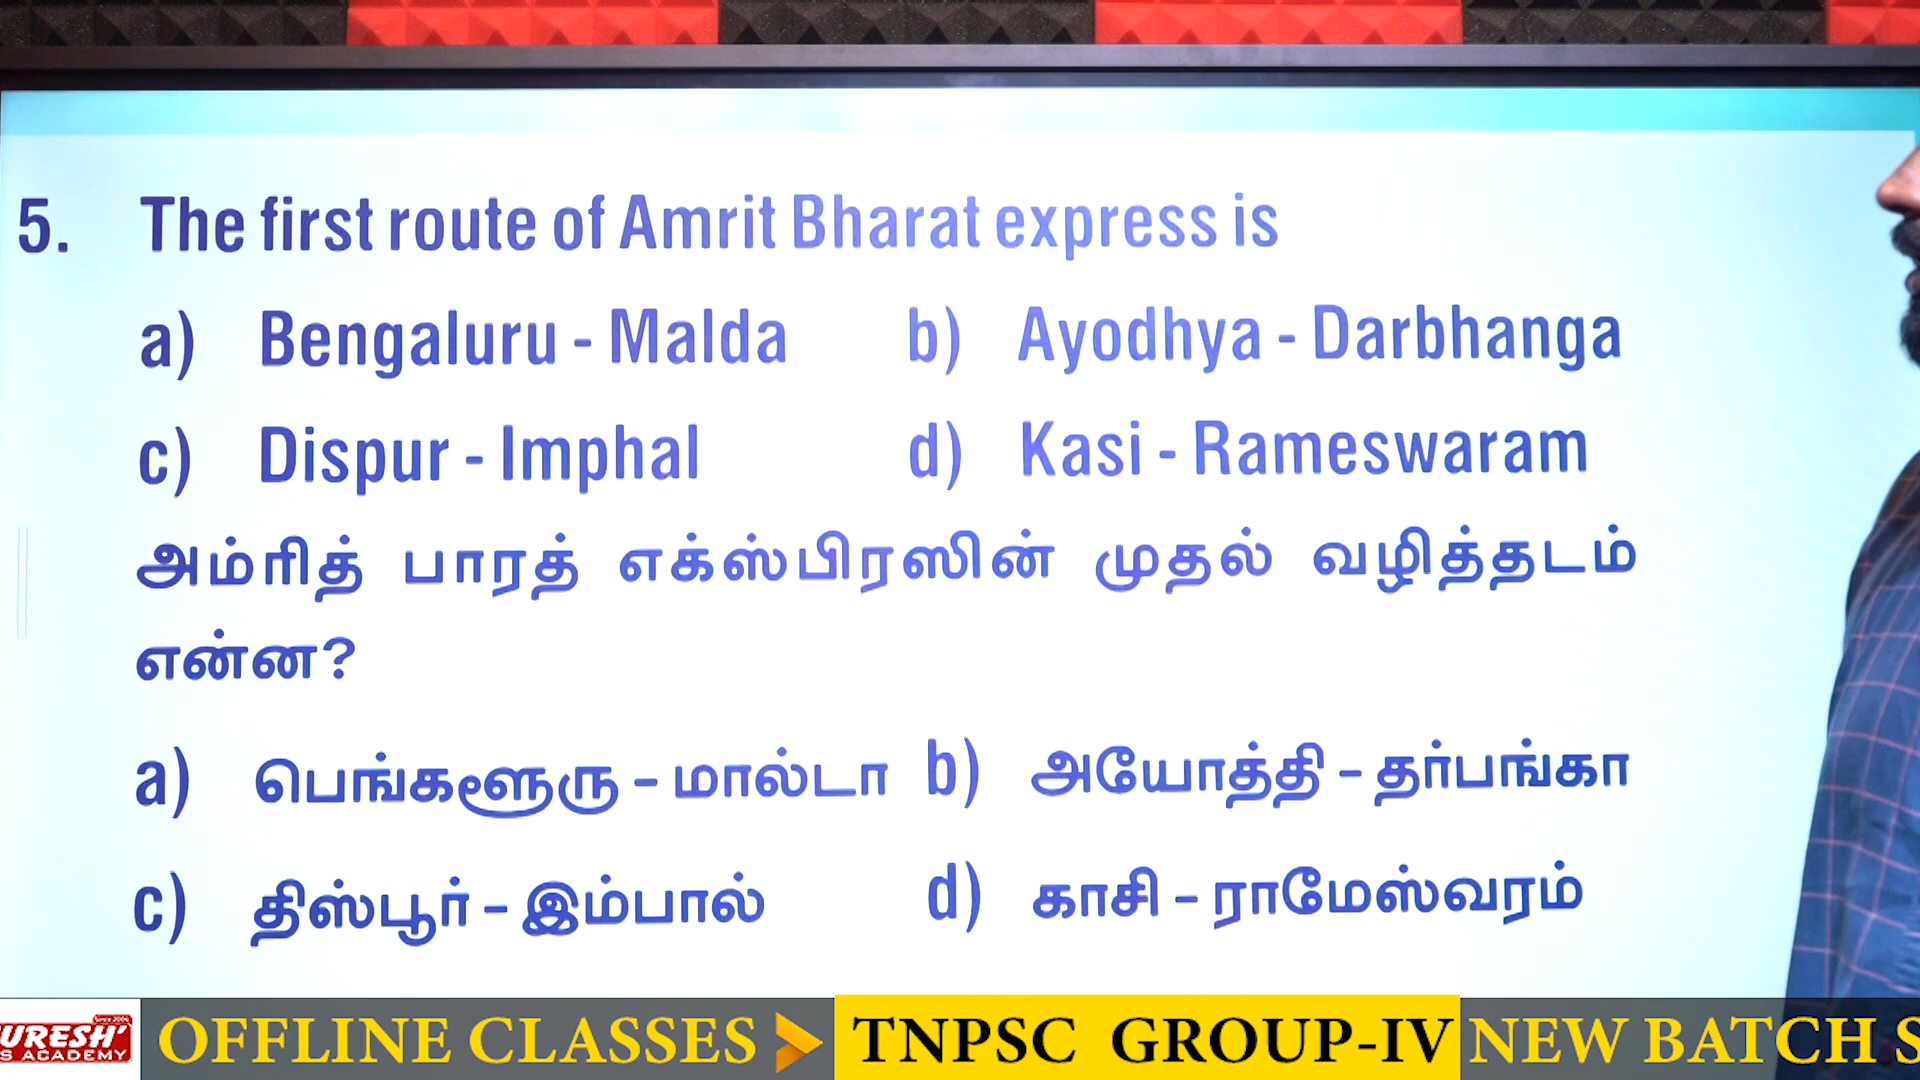 5. The first route of Amrit Bharat express is
a) Bengaluru - Malda b) Ayodhya - Darbhanga
c) Dispur - Imphal d) Kasi - Rameswaram
அம்ரித் பாரத் எக்ஸ்பிரஸின் முதல் வழித்தடம்
என்ன?
a) பெங்களூரு – மால்டா b) அயோத்தி – தர்பங்கா
c) திஸ்பூர் – இம்பால் d) காசி – ராமேஸ்வரம்
URESH' Since 2004
S ACADEMY
OFFLINE CLASSES TNPSC GROUP-IV NEW BATCH S